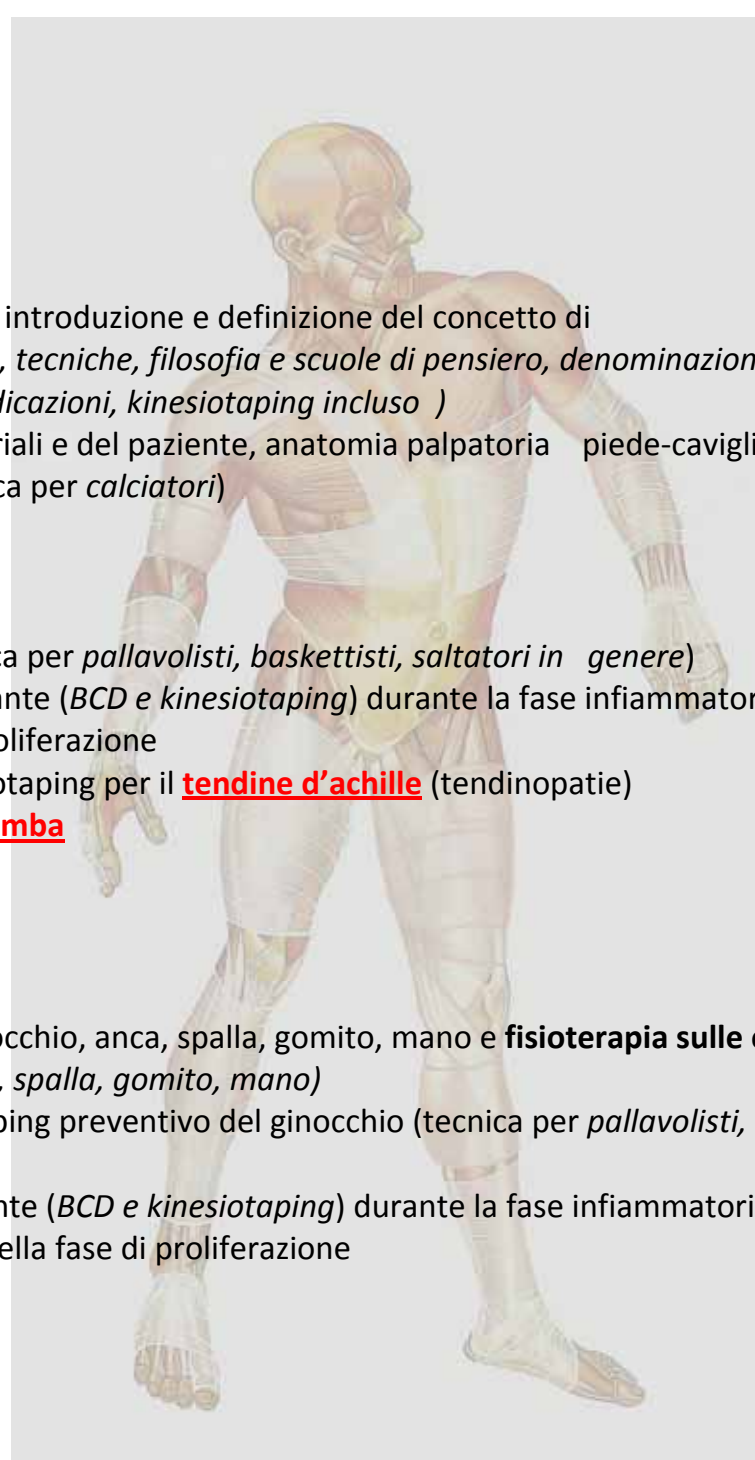 introduzione e definizione del concetto di
, tecniche, filosofia e scuole di pensiero, denominazion
dicazioni, kinesiotaping incluso )
riali e del paziente, anatomia palpatoria piede-cavigli
ca per calciatori)
ca per pallavolisti, baskettisti, saltatori in genere)
ante (BCD e kinesiotaping) durante la fase infiammator
oliferazione
otaping per il tendine d’achille (tendinopatie)
mba
occhio, anca, spalla, gomito, mano e fisioterapia sulle
, spalla, gomito, mano)
ping preventivo del ginocchio (tecnica per pallavolisti,
nte (BCD e kinesiotaping) durante la fase infiammatori
ella fase di proliferazione